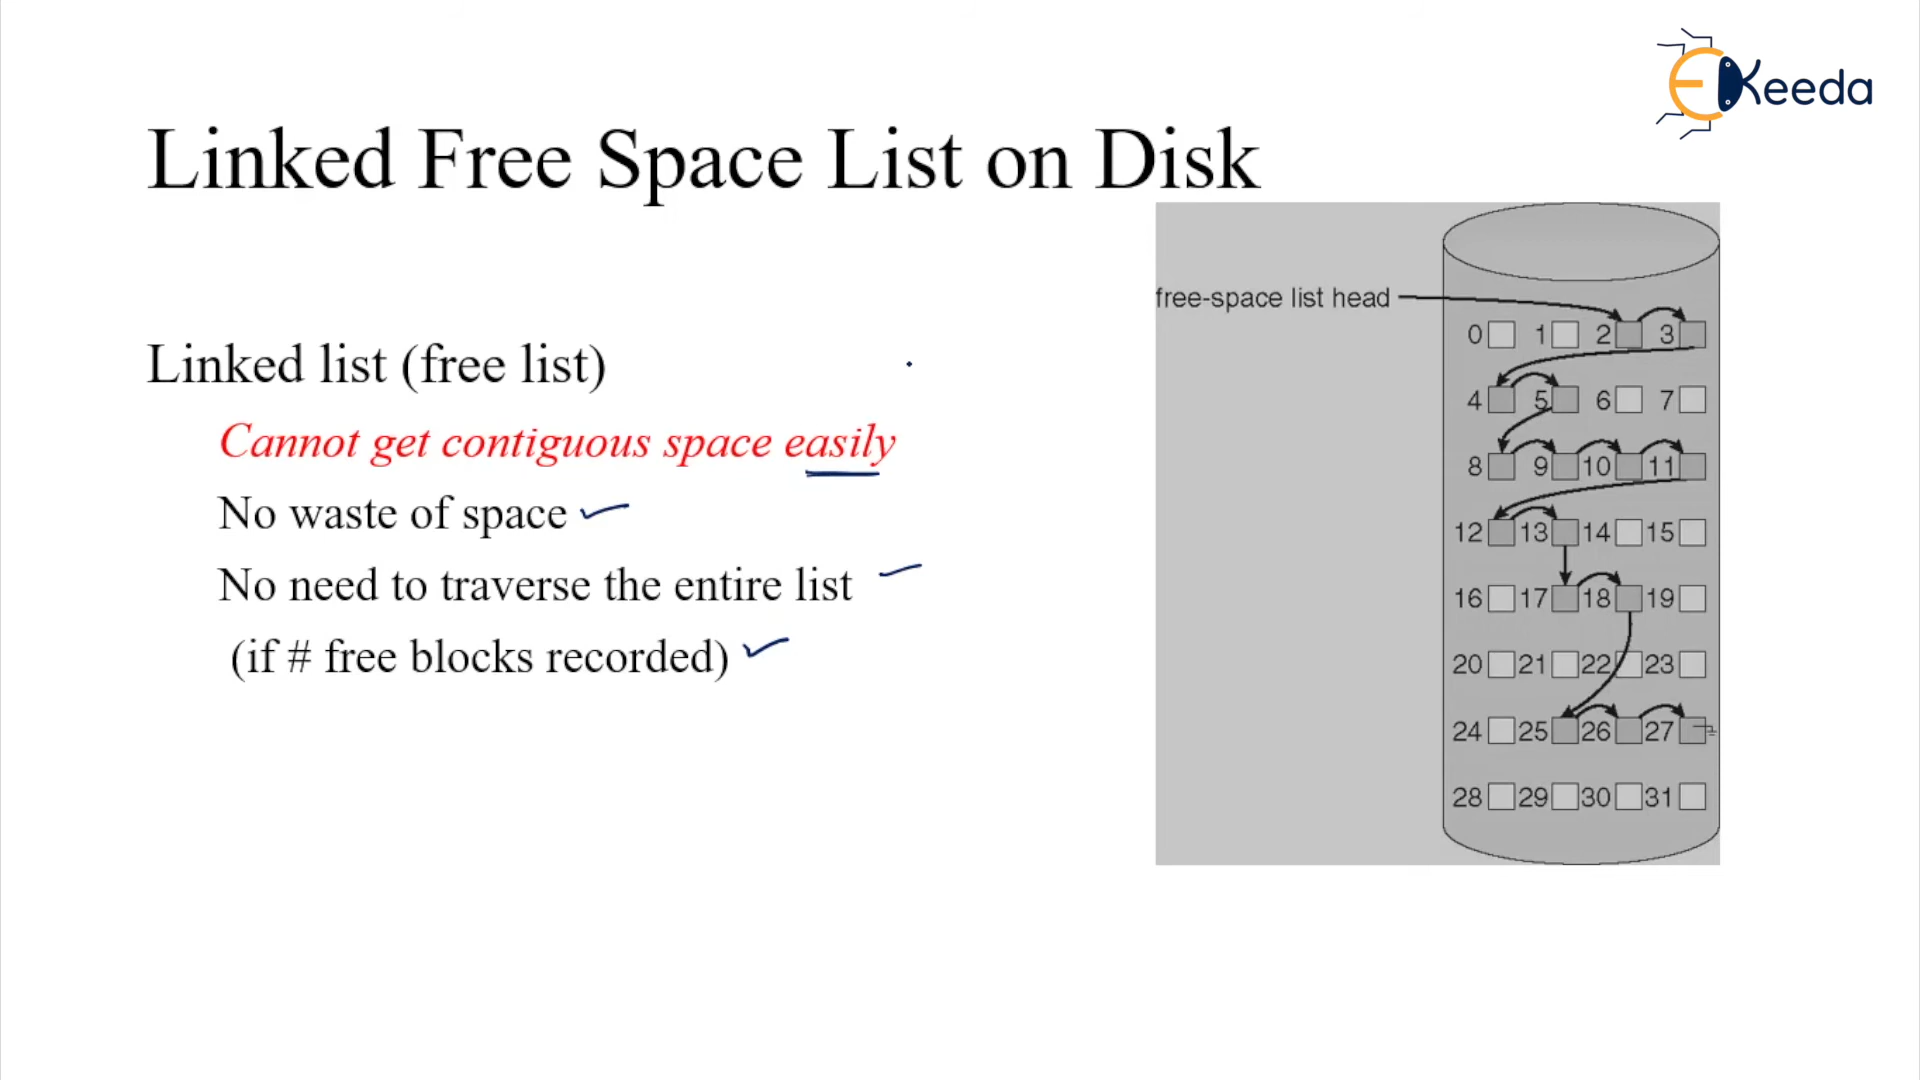 EKeeda
Linked Free Space List on Disk
Linked list (free list)
Cannot get contiguous space easily
No waste of space
No need to traverse the entire list
(if # free blocks recorded)
free-space list head
0 1 2 3
4 5 6 7
8 9 10 11
12 13 14 15
16 17 18 19
20 21 22 23
24 25 26 27
28 29 30 31